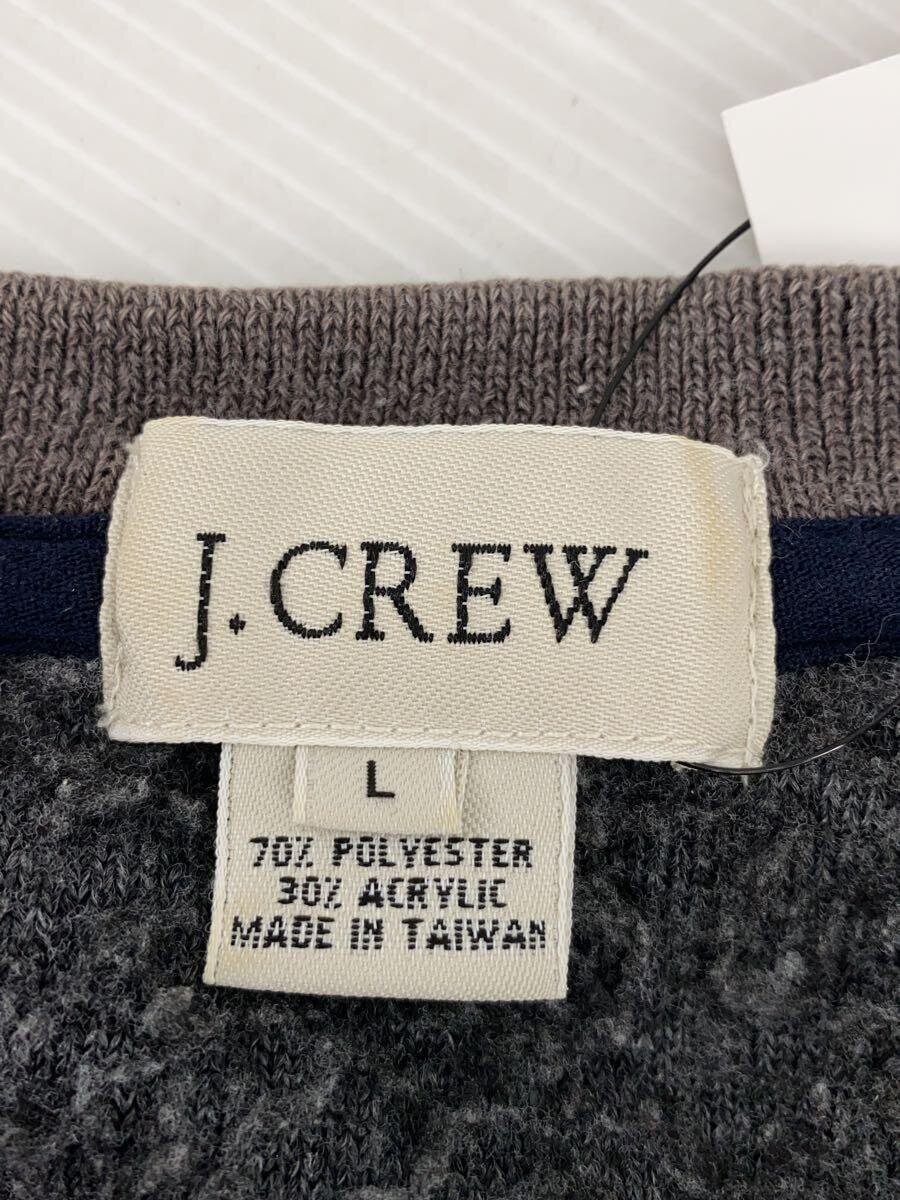 J.CREW
L
70% POLYESTER
30% ACRYLIC
MADE IN TAIWAN